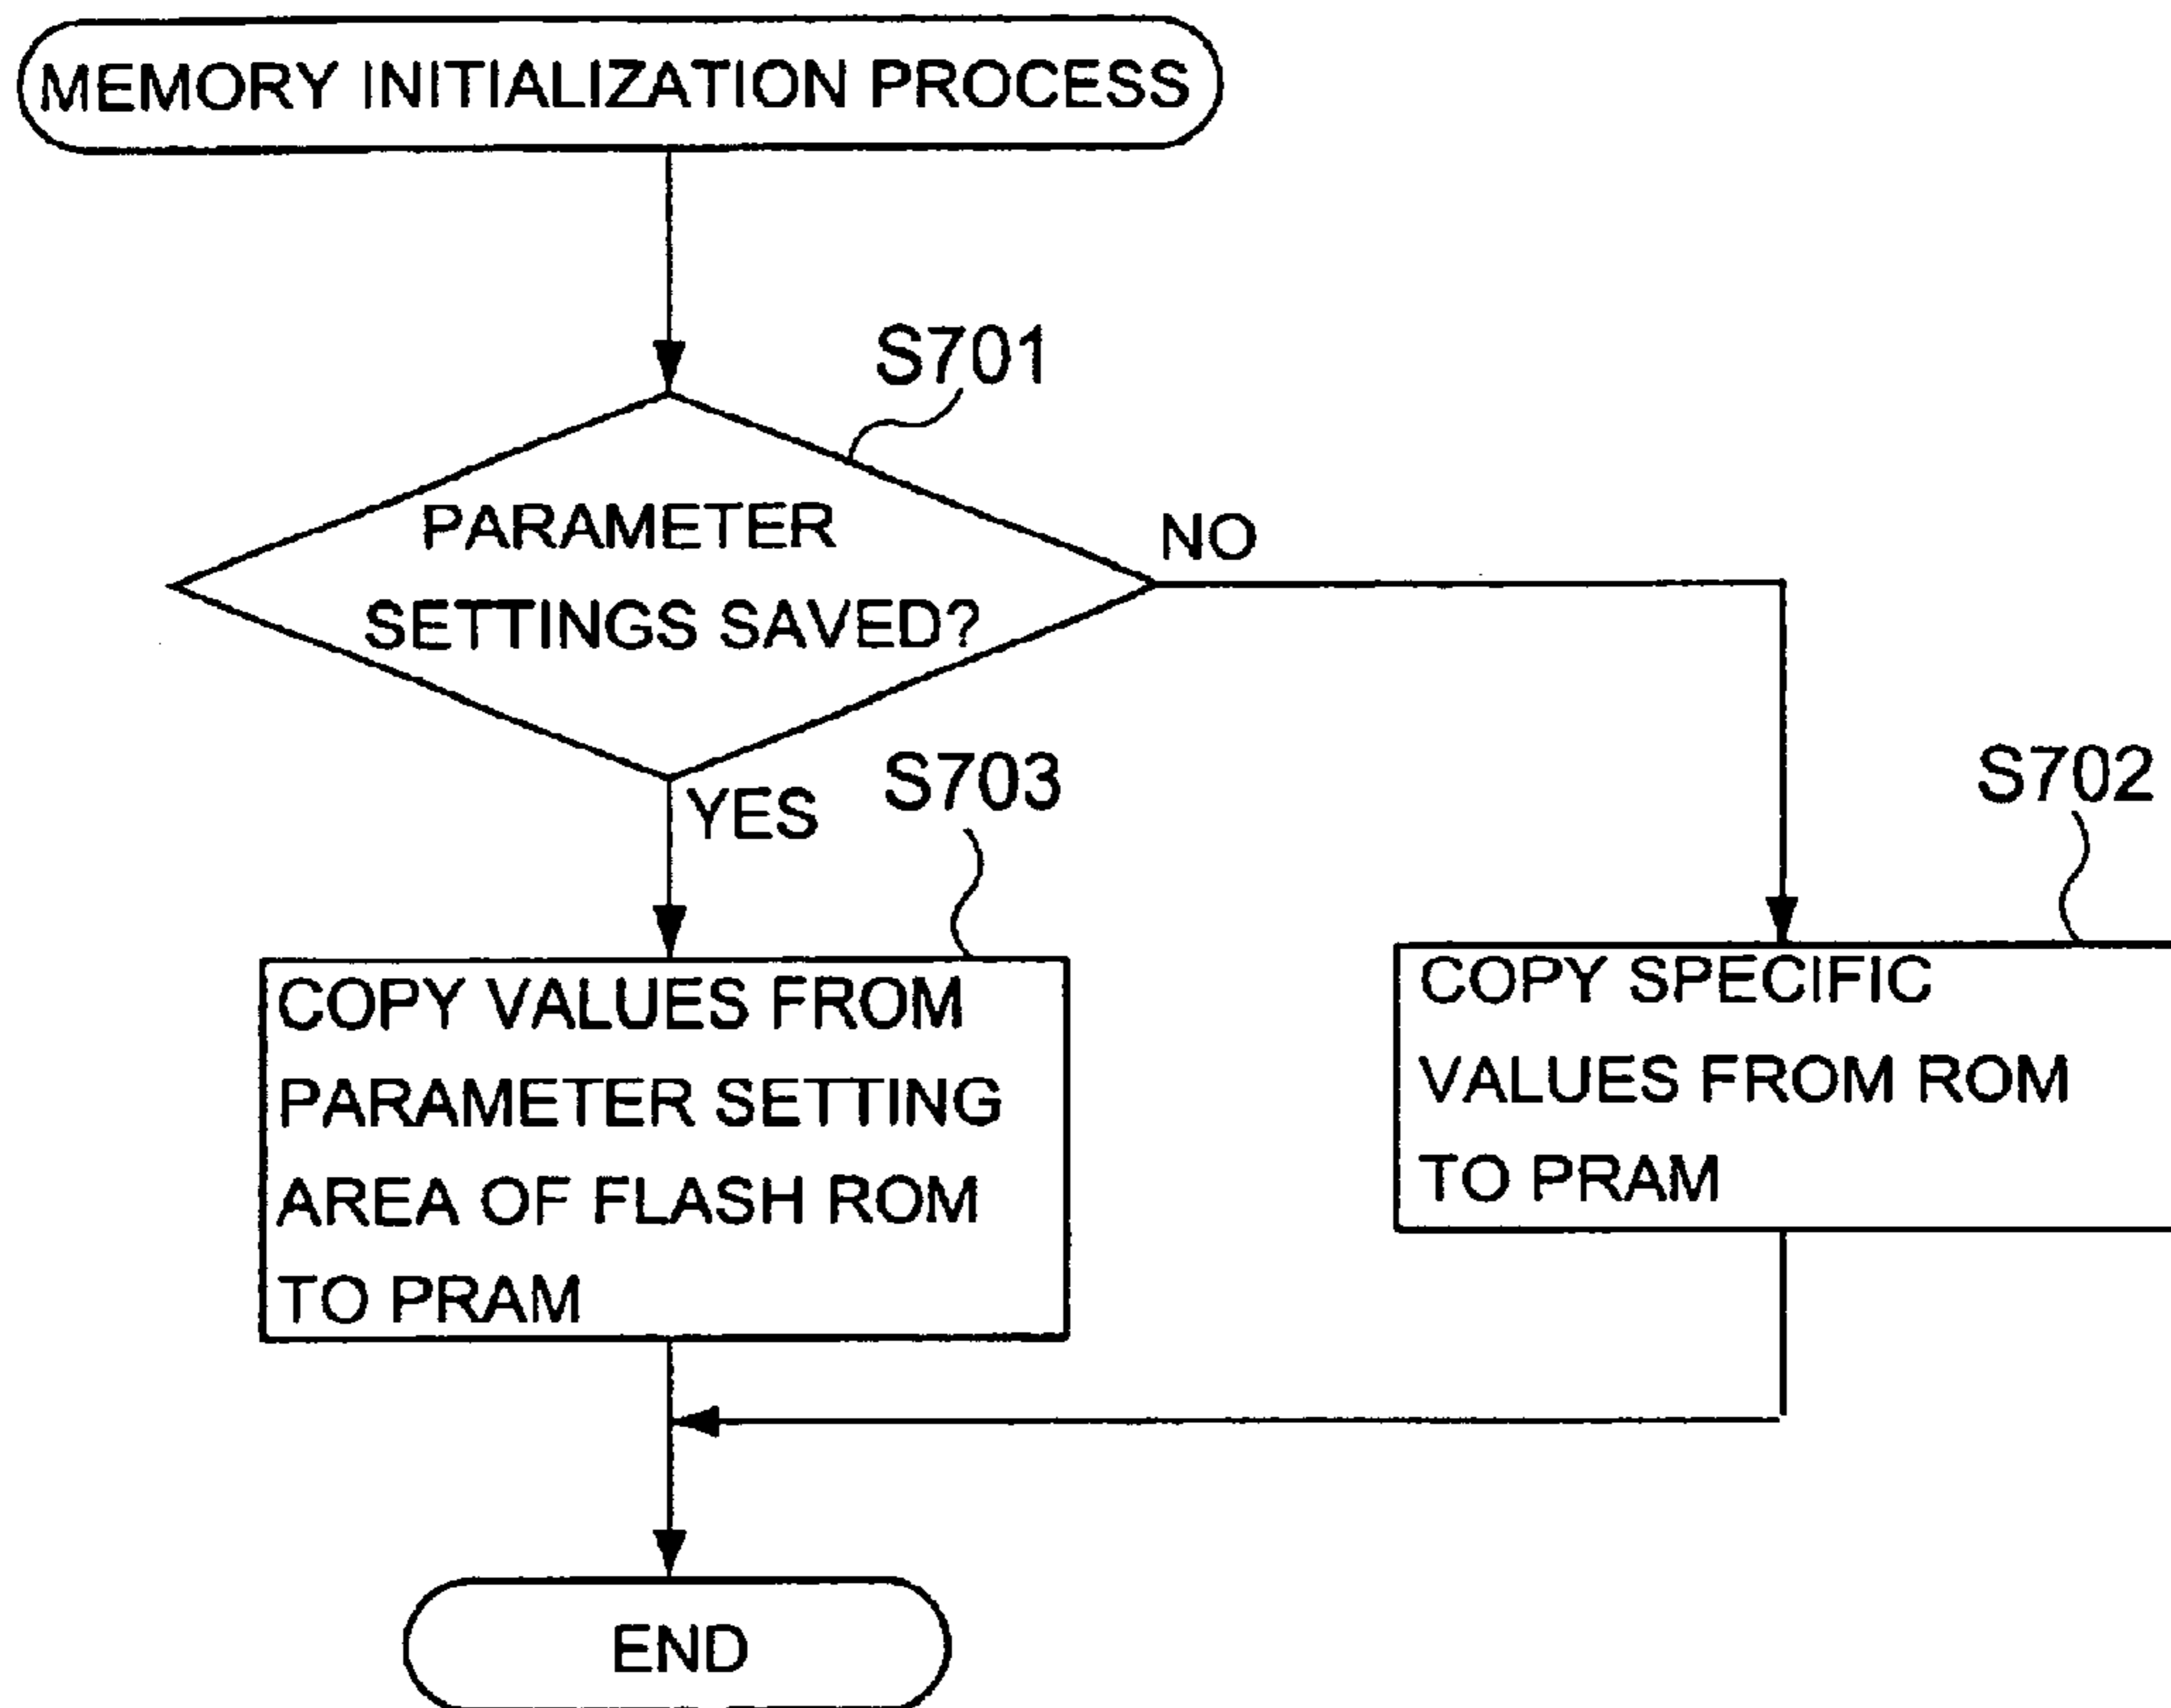 MEMORY INITIALIZATION PROCESS
S701
PARAMETER
SETTINGS SAVED?
NO
YES
S703
S702
COPY VALUES FROM
PARAMETER SETTING
AREA OF FLASH ROM
TO PRAM
COPY SPECIFIC
VALUES FROM ROM
TO PRAM
END